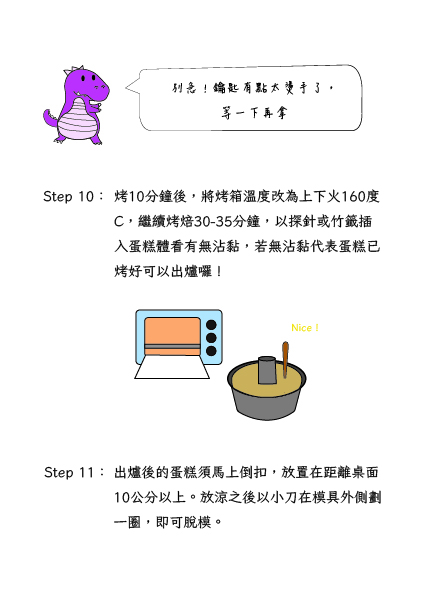 別急！鑰匙有點太燙手了，
等一下再拿
Step 10： 烤10分鐘後，將烤箱溫度改為上下火160度
C，繼續烤焙30-35分鐘，以探針或竹籤插
入蛋糕體看有無沾黏，若無沾黏代表蛋糕已
烤好可以出爐囉！
Nice！
Step 11： 出爐後的蛋糕須馬上倒扣，放置在距離桌面
10公分以上。放涼之後以小刀在模具外側劃
一圈，即可脫模。